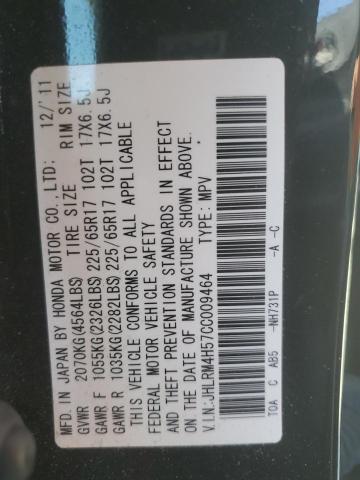 MFD. IN JAPAN BY HONDA MOTOR CO.,LTD: 12/'11
GVWR 2070KG(4564LBS) TIRE SIZE RIM SIZE
GAWR F 1055KG(2326LBS) 225/65R17 102T 17X6.5J
GAWR R 1035KG(2282LBS) 225/65R17 102T 17X6.5J
THIS VEHICLE CONFORMS TO ALL APPLICABLE
FEDERAL MOTOR VEHICLE SAFETY
AND THEFT PREVENTION STANDARDS IN EFFECT
ON THE DATE OF MANUFACTURE SHOWN ABOVE.
V.I.N:JHLRM4H57CC009464 TYPE: MPV
TOA C AB5 -NH731P -A -C